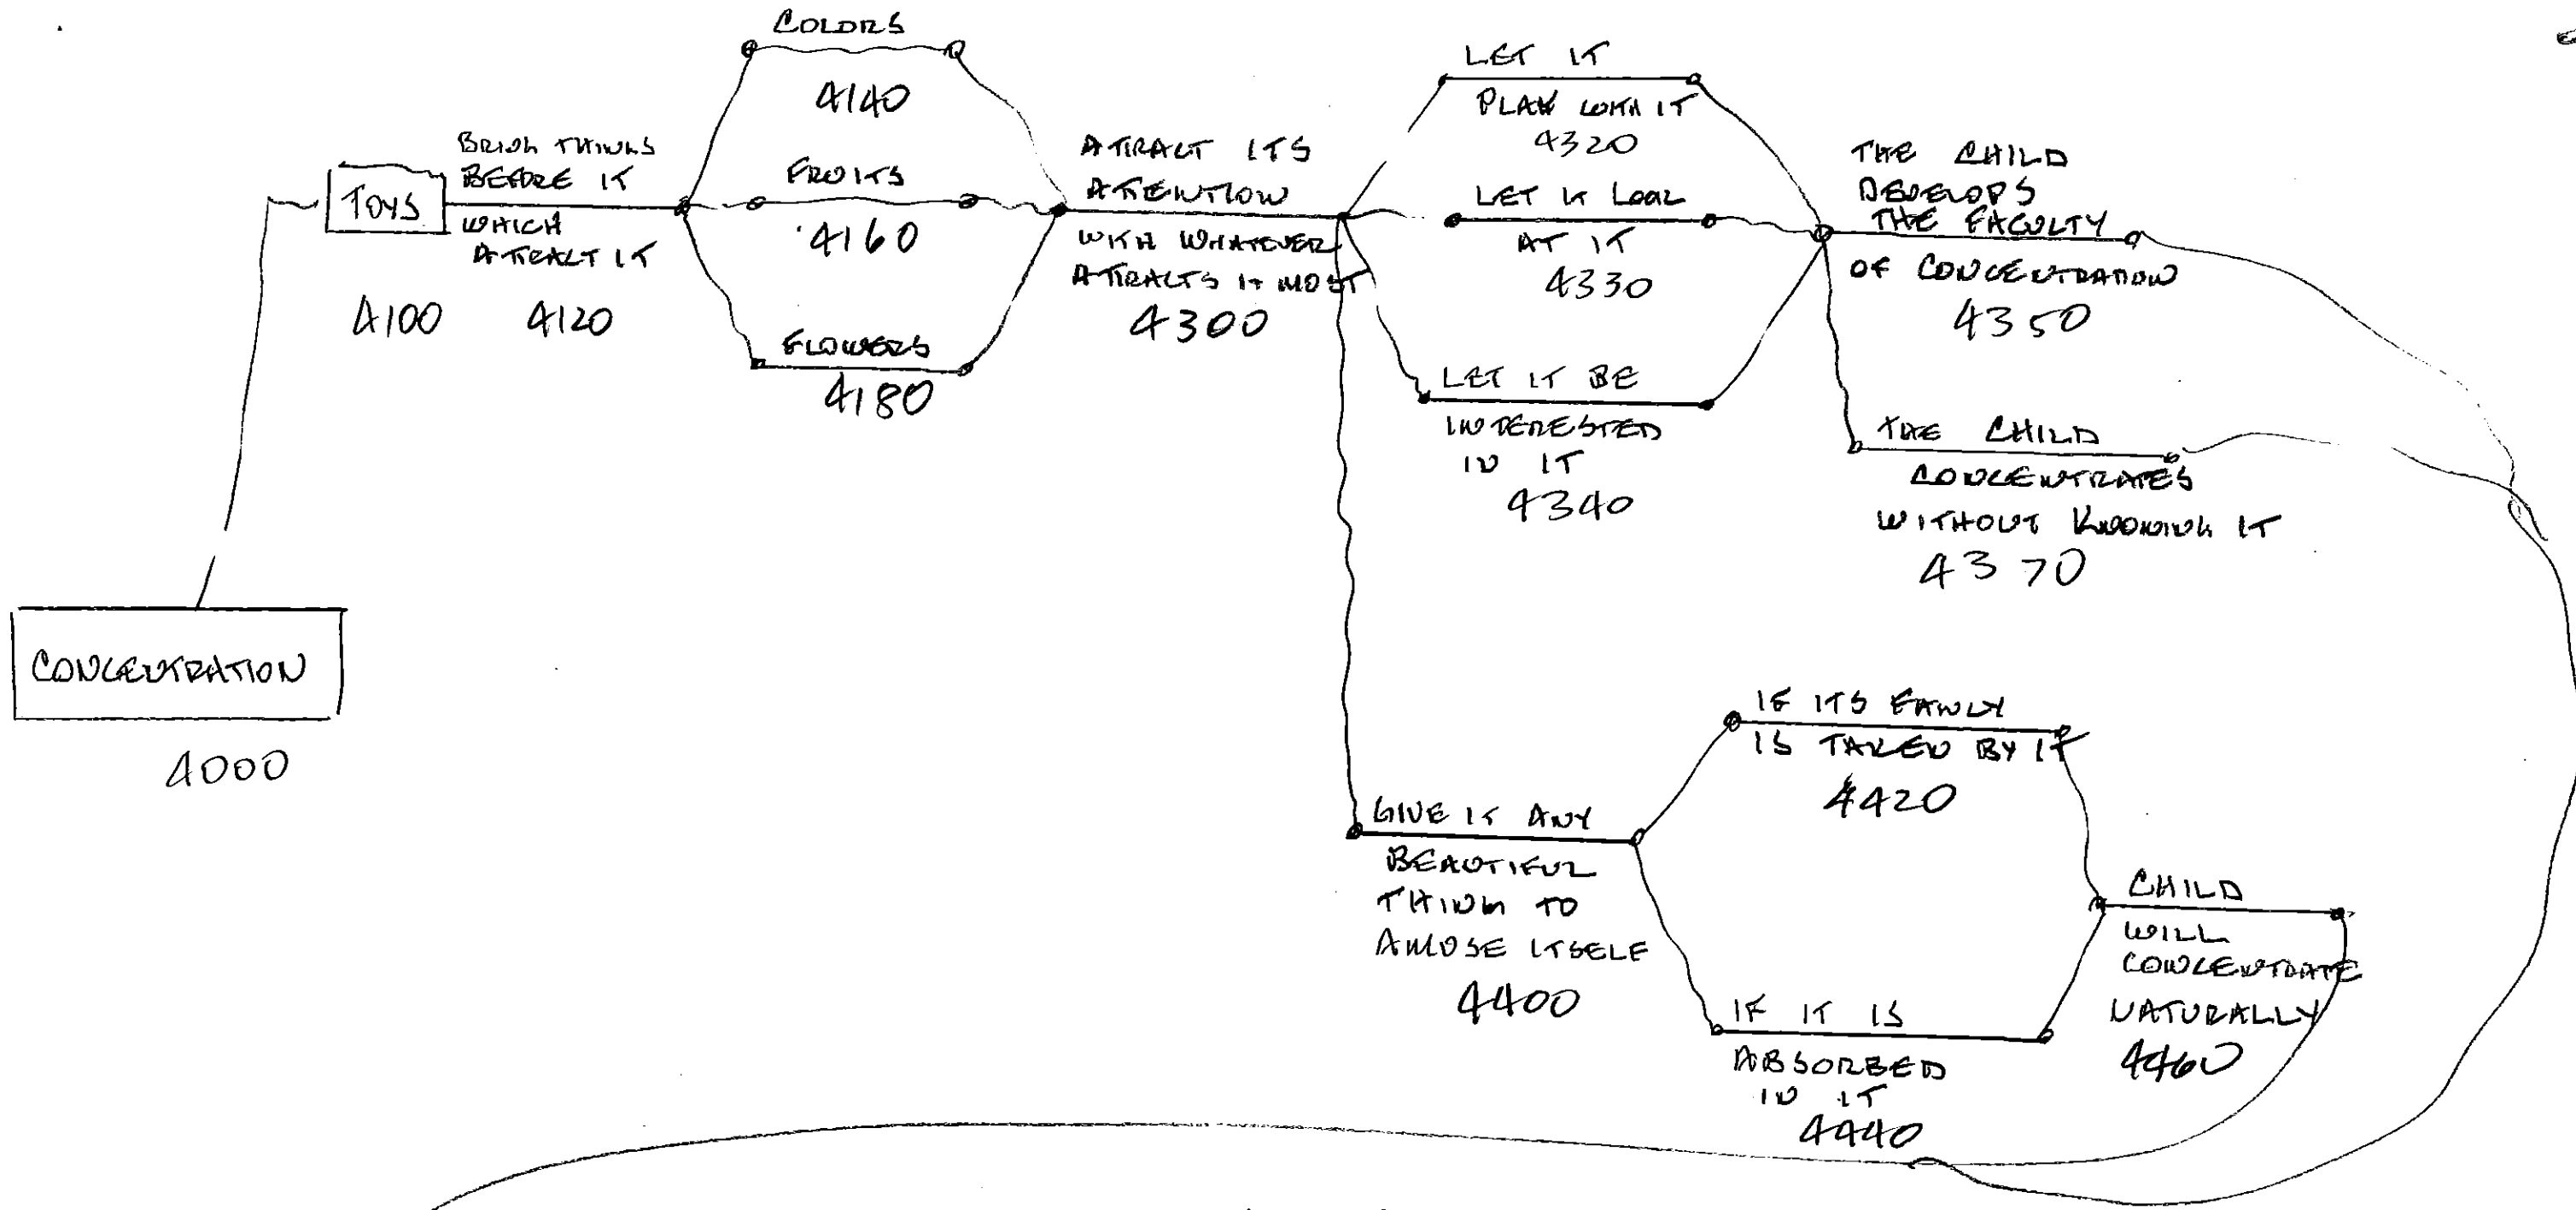 COLORS
4140
FRUITS
4160
FLOWERS
4180
TOYS
4100
BRING THINGS
BEFORE IT
WHICH
ATTRACT IT
4120
CONCENTRATION
4000
ATTRACT ITS
ATTENTION
WITH WHATEVER
ATTRACTS IT MOST
4300
LET IT
PLAY WITH IT
4320
LET IT LOOK
AT IT
4330
LET IT BE
INTERESTED
IN IT
4340
THE CHILD
DEVELOPS
THE FACULTY
OF CONCENTRATION
4350
THE CHILD
CONCENTRATES
WITHOUT KNOWING IT
4370
GIVE IT ANY
BEAUTIFUL
THING TO
AMUSE ITSELF
4400
IF ITS FANCY
IS TAKEN BY IT
4420
IF IT IS
ABSORBED
IN IT
4440
CHILD
WILL
CONCENTRATE
NATURALLY
4460